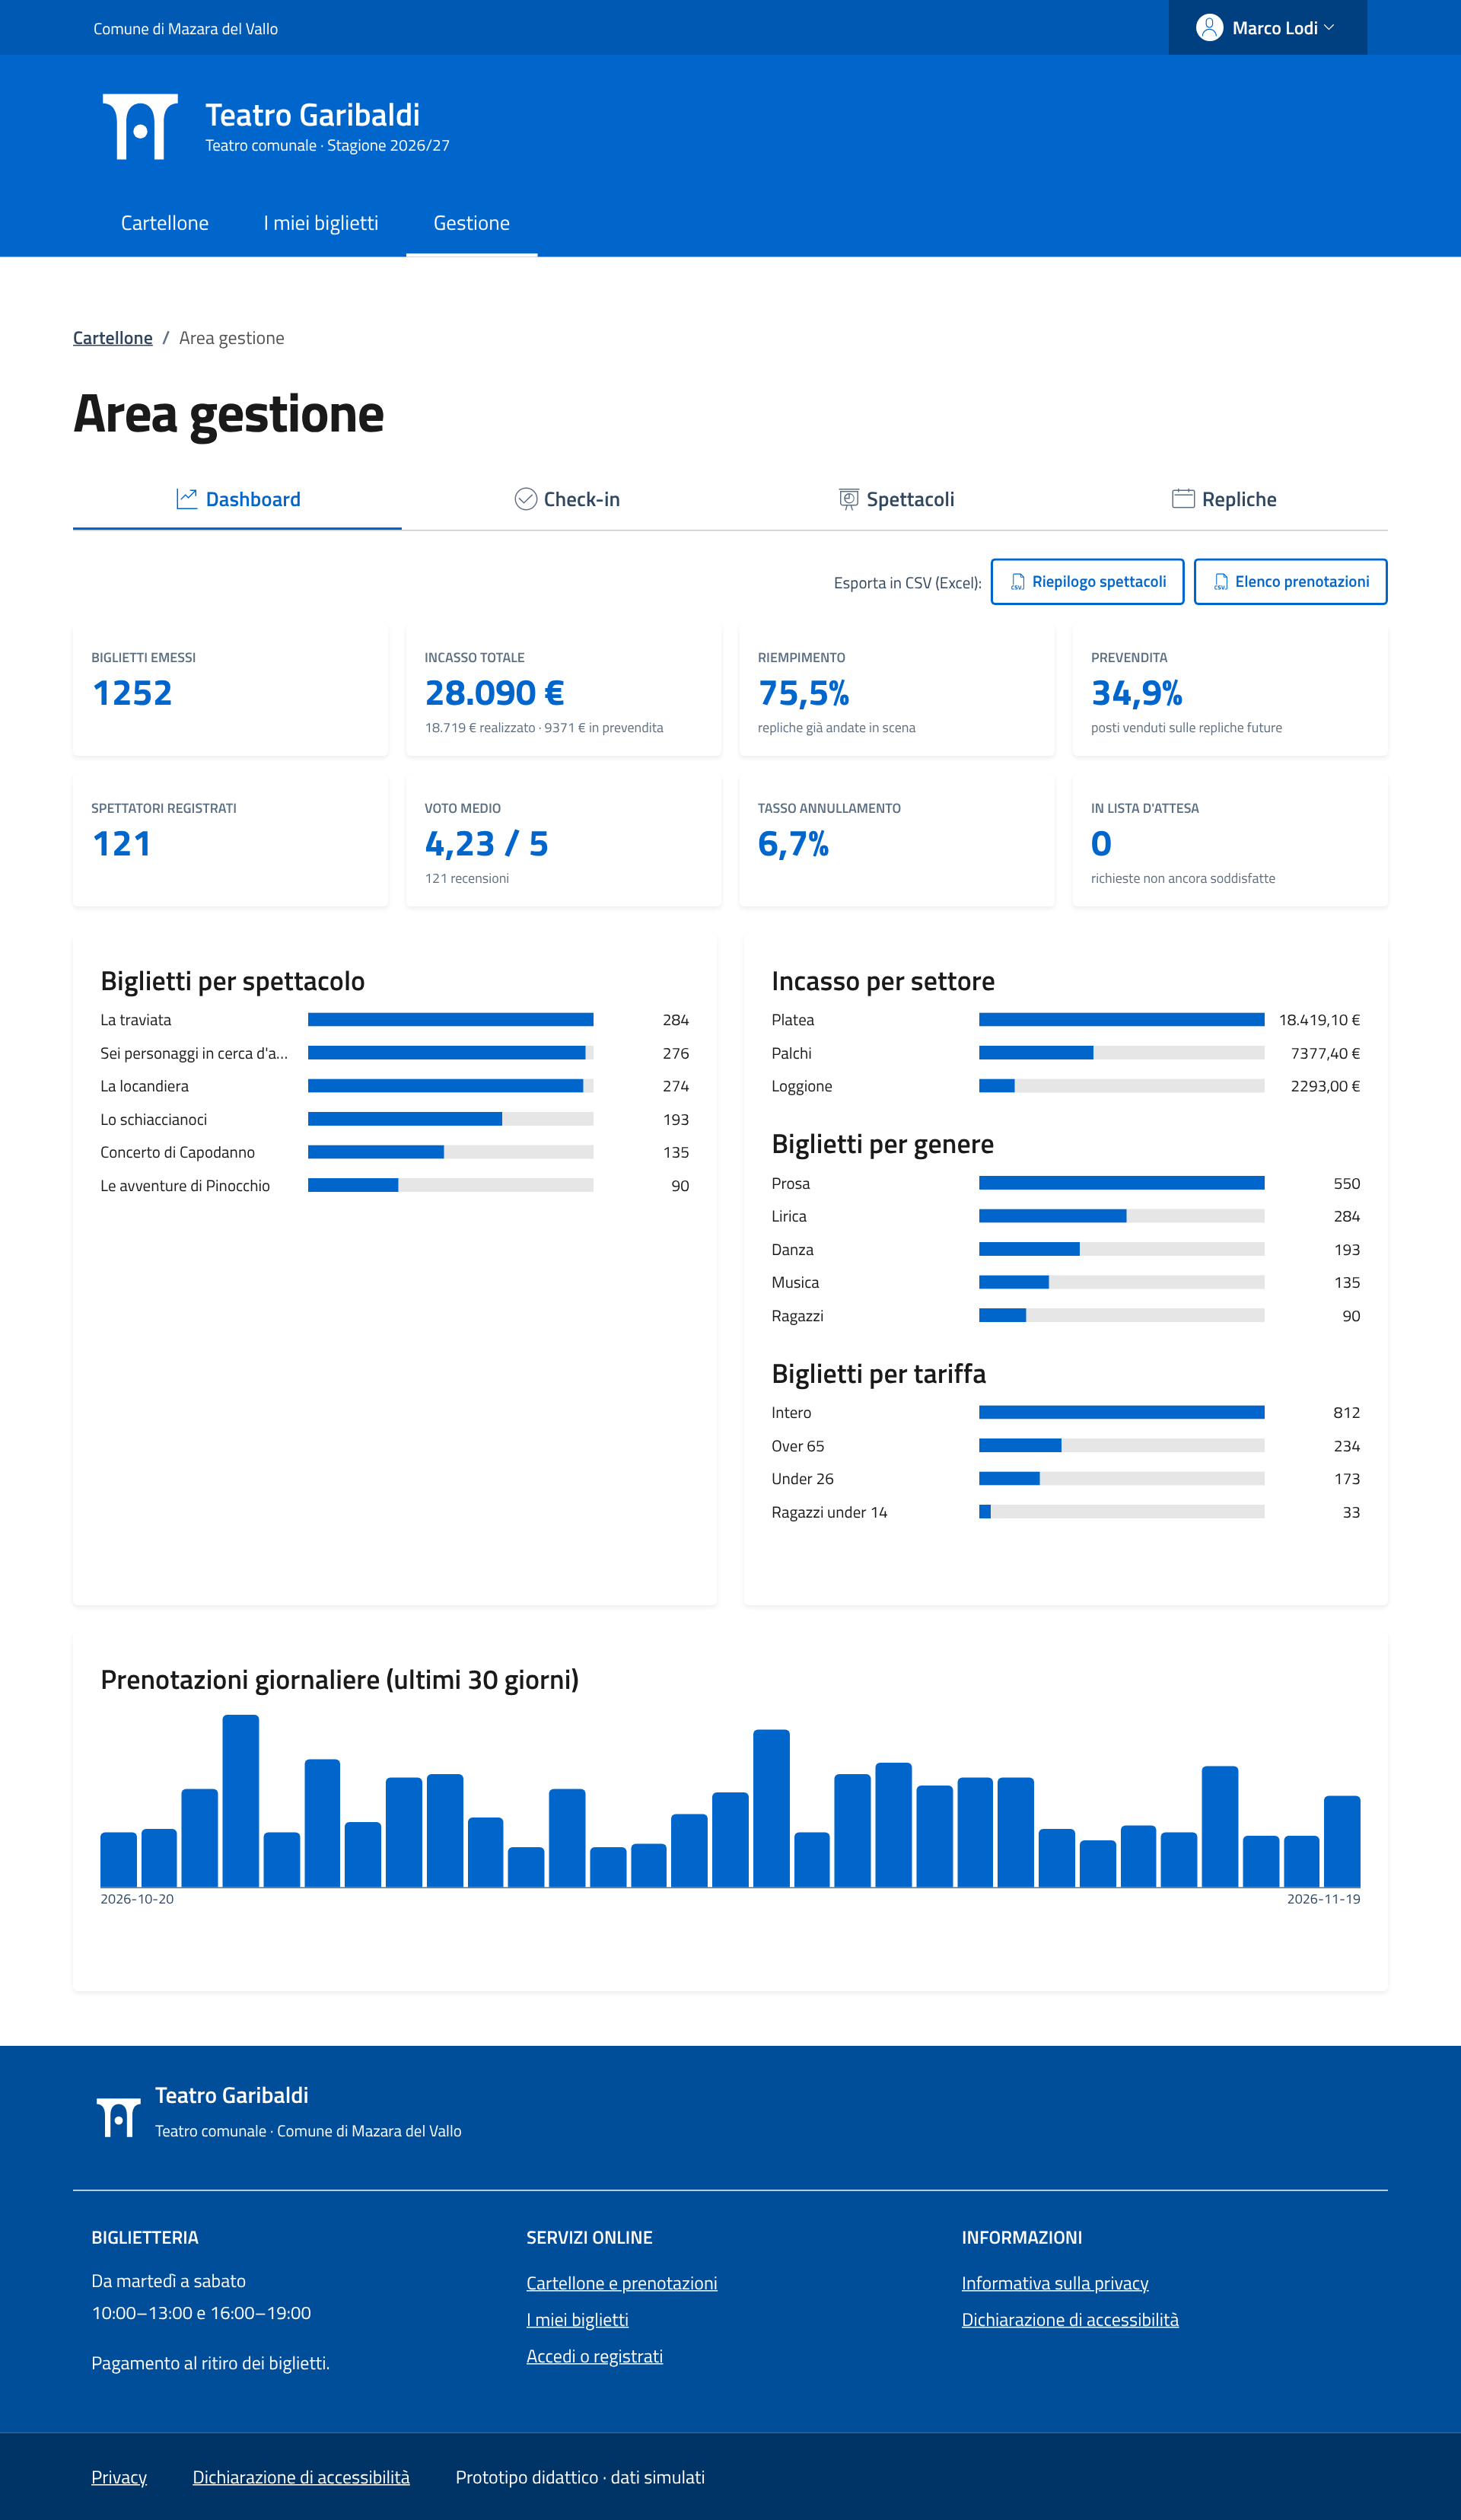 Comune di Mazara del Vallo
Marco Lodi
Teatro Garibaldi
Teatro comunale · Stagione 2026/27
Cartellone
I miei biglietti
Gestione
Cartellone / Area gestione
Area gestione
Dashboard
Check-in
Spettacoli
Repliche
Esporta in CSV (Excel):
CSV Riepilogo spettacoli
CSV Elenco prenotazioni
BIGLIETTI EMESSI
1252
INCASSO TOTALE
28.090 €
18.719 € realizzato · 9371 € in prevendita
RIEMPIMENTO
75,5%
repliche già andate in scena
PREVENDITA
34,9%
posti venduti sulle repliche future
SPETTATORI REGISTRATI
121
VOTO MEDIO
4,23 / 5
121 recensioni
TASSO ANNULLAMENTO
6,7%
IN LISTA D'ATTESA
0
richieste non ancora soddisfatte
Biglietti per spettacolo
La traviata 284
Sei personaggi in cerca d'a... 276
La locandiera 274
Lo schiaccianoci 193
Concerto di Capodanno 135
Le avventure di Pinocchio 90
Incasso per settore
Platea 18.419,10 €
Palchi 7377,40 €
Loggione 2293,00 €
Biglietti per genere
Prosa 550
Lirica 284
Danza 193
Musica 135
Ragazzi 90
Biglietti per tariffa
Intero 812
Over 65 234
Under 26 173
Ragazzi under 14 33
Prenotazioni giornaliere (ultimi 30 giorni)
2026-10-20
2026-11-19
Teatro Garibaldi
Teatro comunale · Comune di Mazara del Vallo
BIGLIETTERIA
Da martedì a sabato
10:00–13:00 e 16:00–19:00
Pagamento al ritiro dei biglietti.
SERVIZI ONLINE
Cartellone e prenotazioni
I miei biglietti
Accedi o registrati
INFORMAZIONI
Informativa sulla privacy
Dichiarazione di accessibilità
Privacy
Dichiarazione di accessibilità
Prototipo didattico · dati simulati